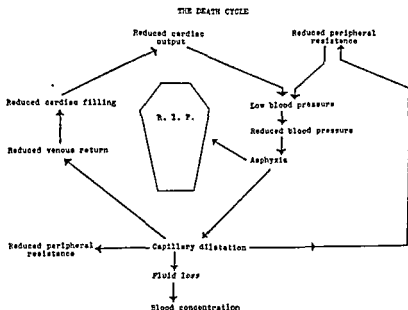 THE DEATH CYCLE
Reduced cardiac
output
Reduced peripheral
resistance
Reduced cardiac filling
Low blood pressure
R. I. P.
Reduced blood pressure
Reduced venous return
Asphyxia
Reduced peripheral
resistance
Capillary dilatation
Fluid loss
Blood concentration